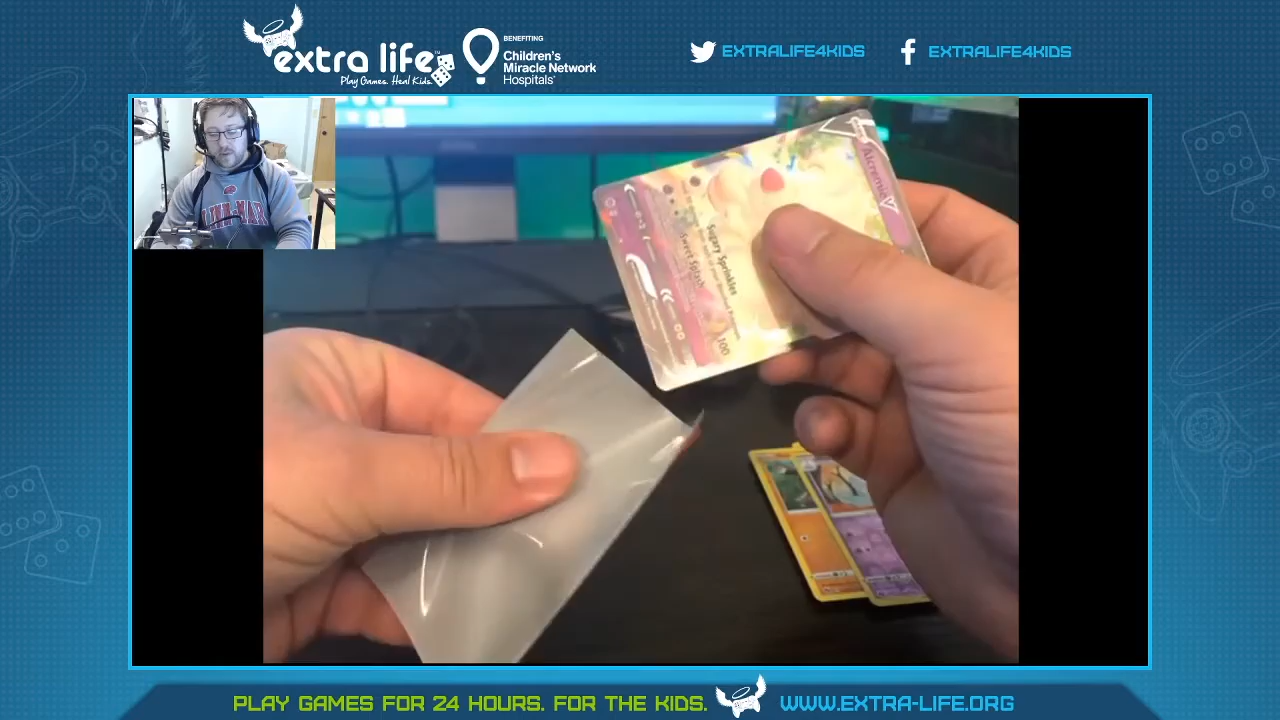 extra life
Play Games. Heal Kids.
BENEFITING
Children's
Miracle Network
Hospitals
EXTRALIFE4KIDS
EXTRALIFE4KIDS
Alcremie V
Sugary Sprinkles
Sweet Splash
100
PLAY GAMES FOR 24 HOURS. FOR THE KIDS.
WWW.EXTRA-LIFE.ORG